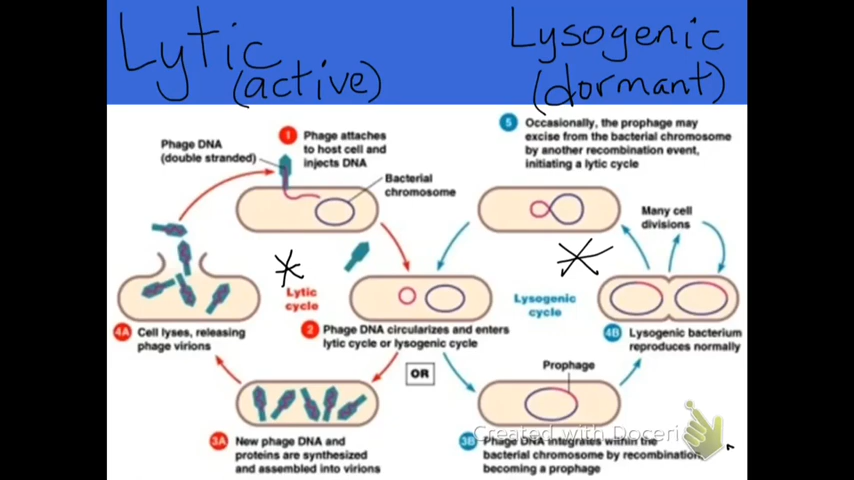 Lytic
(active)
Lysogenic
(dormant)
Phage DNA
(double stranded)
1
Phage attaches
to host cell and
injects DNA
Bacterial
chromosome
5
Occasionally, the prophage may
excise from the bacterial chromosome
by another recombination event,
initiating a lytic cycle
Many cell
divisions
Lytic
cycle
Lysogenic
cycle
4A Cell lyses, releasing
phage virions
2 Phage DNA circularizes and enters
lytic cycle or lysogenic cycle
4B Lysogenic bacterium
reproduces normally
OR
Prophage
Created with Doceri
3A New phage DNA and
proteins are synthesized
and assembled into virions
3B Phage DNA integrates within the
bacterial chromosome by recombination,
becoming a prophage